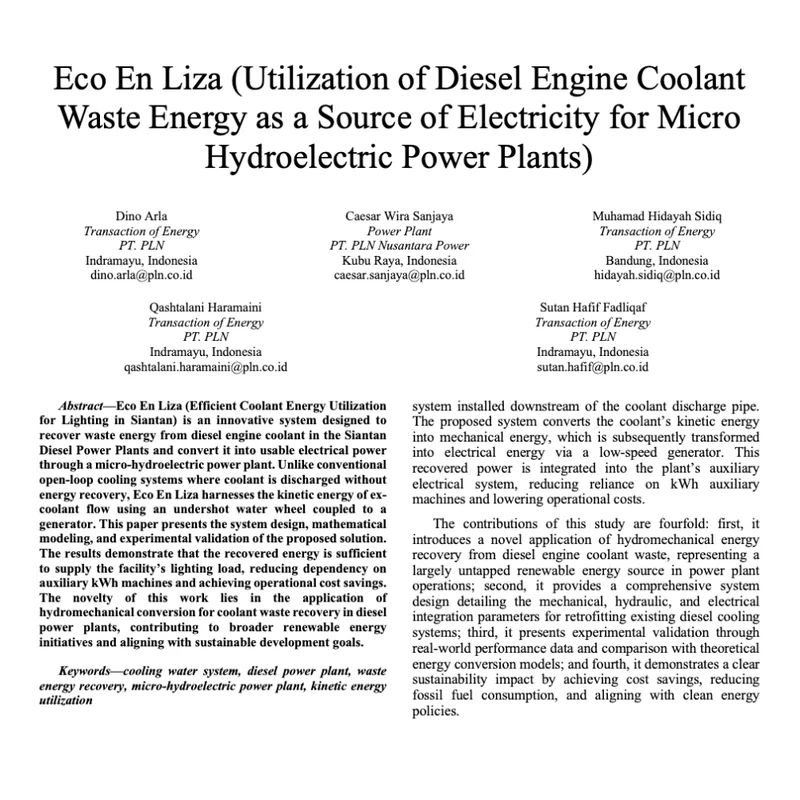 Eco En Liza (Utilization of Diesel Engine Coolant
Waste Energy as a Source of Electricity for Micro
Hydroelectric Power Plants)
Dino Arla
Transaction of Energy
PT. PLN
Indramayu, Indonesia
dino.arla@pln.co.id
Caesar Wira Sanjaya
Power Plant
PT. PLN Nusantara Power
Kubu Raya, Indonesia
caesar.sanjaya@pln.co.id
Muhamad Hidayah Sidiq
Transaction of Energy
PT. PLN
Bandung, Indonesia
hidayah.sidiq@pln.co.id
Qashtalani Haramaini
Transaction of Energy
PT. PLN
Indramayu, Indonesia
qashtalani.haramaini@pln.co.id
Sutan Hafif Fadliqaf
Transaction of Energy
PT. PLN
Indramayu, Indonesia
sutan.hafif@pln.co.id
Abstract—Eco En Liza (Efficient Coolant Energy Utilization
for Lighting in Siantan) is an innovative system designed to
recover waste energy from diesel engine coolant in the Siantan
Diesel Power Plants and convert it into usable electrical power
through a micro-hydroelectric power plant. Unlike conventional
open-loop cooling systems where coolant is discharged without
energy recovery, Eco En Liza harnesses the kinetic energy of ex-
coolant flow using an undershot water wheel coupled to a
generator. This paper presents the system design, mathematical
modeling, and experimental validation of the proposed solution.
The results demonstrate that the recovered energy is sufficient
to supply the facility's lighting load, reducing dependency on
auxiliary kWh machines and achieving operational cost savings.
The novelty of this work lies in the application of
hydromechanical conversion for coolant waste recovery in diesel
power plants, contributing to broader renewable energy
initiatives and aligning with sustainable development goals.
Keywords—cooling water system, diesel power plant, waste
energy recovery, micro-hydroelectric power plant, kinetic energy
utilization
system installed downstream of the coolant discharge pipe.
The proposed system converts the coolant's kinetic energy
into mechanical energy, which is subsequently transformed
into electrical energy via a low-speed generator. This
recovered power is integrated into the plant's auxiliary
electrical system, reducing reliance on kWh auxiliary
machines and lowering operational costs.
The contributions of this study are fourfold: first, it
introduces a novel application of hydromechanical energy
recovery from diesel engine coolant waste, representing a
largely untapped renewable energy source in power plant
operations; second, it provides a comprehensive system
design detailing the mechanical, hydraulic, and electrical
integration parameters for retrofitting existing diesel cooling
systems; third, it presents experimental validation through
real-world performance data and comparison with theoretical
energy conversion models; and fourth, it demonstrates a clear
sustainability impact by achieving cost savings, reducing
fossil fuel consumption, and aligning with clean energy
policies.